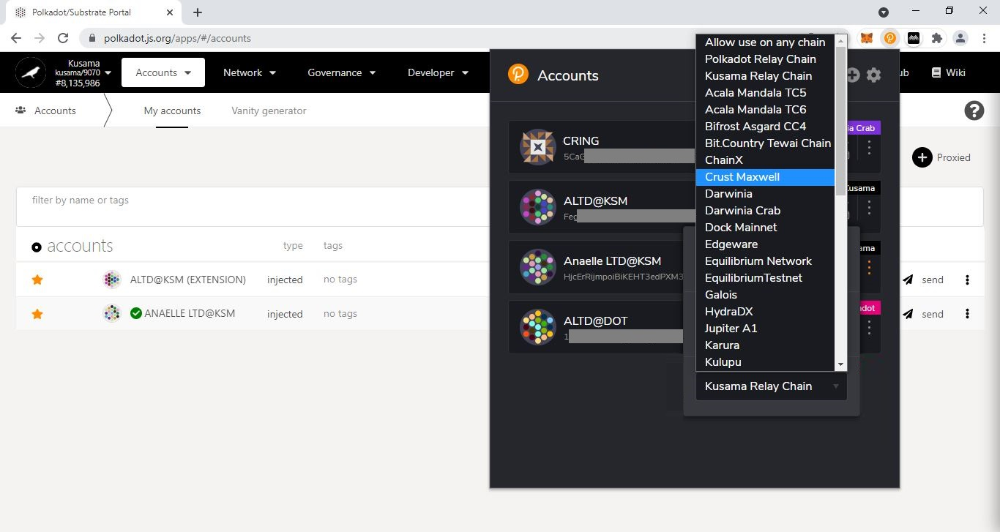 Polkadot/Substrate Portal
polkadot.js.org/apps/#/accounts
Kusama
kusama/9070
#8,135,986
Accounts
Network
Governance
Developer
Wiki
Accounts
My accounts
Vanity generator
Proxied
filter by name or tags
accounts
type
tags
ALTD@KSM (EXTENSION)
injected
no tags
send
ANAELLE LTD@KSM
injected
no tags
send
Accounts
CRING
5CaG
Crab
ALTD@KSM
Feg
Anaelle LTD@KSM
HjcErRijmpoiBiKEHT3edPXM3
ALTD@DOT
1
Allow use on any chain
Polkadot Relay Chain
Kusama Relay Chain
Acala Mandala TC5
Acala Mandala TC6
Bifrost Asgard CC4
Bit.Country Tewai Chain
ChainX
Crust Maxwell
Darwinia
Darwinia Crab
Dock Mainnet
Edgeware
Equilibrium Network
EquilibriumTestnet
Galois
HydraDX
Jupiter A1
Karura
Kulupu
Kusama Relay Chain